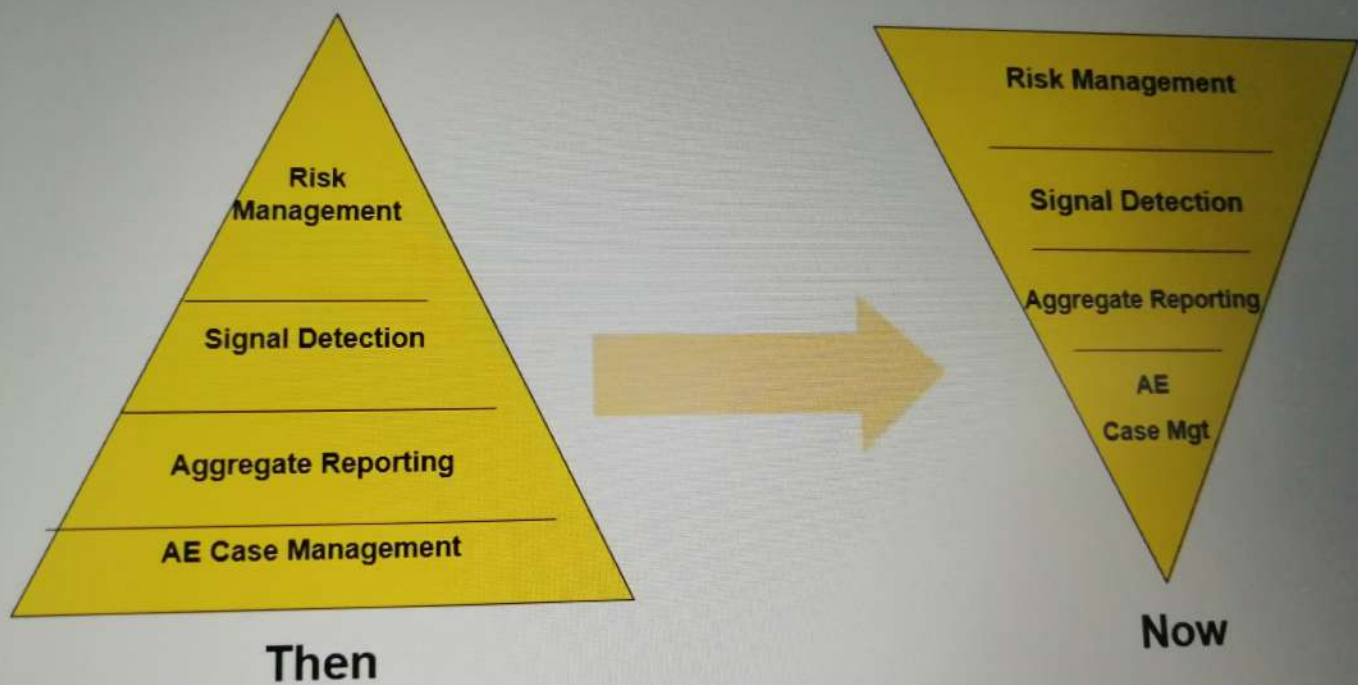 Risk
Management
Signal Detection
Aggregate Reporting
AE Case Management
Then
Risk Management
Signal Detection
Aggregate Reporting
AE
Case Mgt
Now